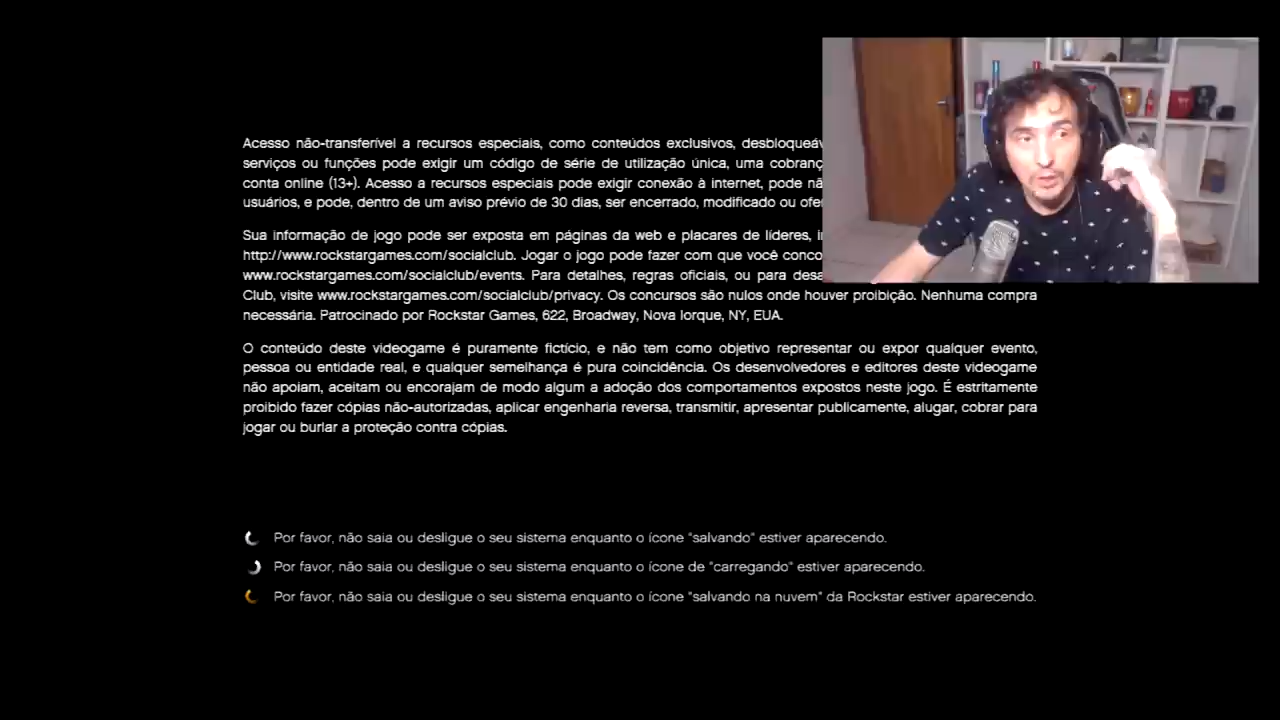 Acesso não-transferível a recursos especiais, como conteúdos exclusivos,
serviços ou funções pode exigir um código de série de utilização única, uma
conta online (13+). Acesso a recursos especiais pode exigir conexão à internet, pode
usuários, e pode, dentro de um aviso prévio de 30 dias, ser encerrado, modificado ou
Sua informação de jogo pode ser exposta em páginas da web e placares de líderes,
http://www.rockstargames.com/socialclub. Jogar o jogo pode fazer com que você
www.rockstargames.com/socialclub/events. Para detalhes, regras oficiais, ou para
Club, visite www.rockstargames.com/socialclub/privacy. Os concursos são nulos onde houver proibição. Nenhuma compra
necessária. Patrocinado por Rockstar Games, 622, Broadway, Nova Iorque, NY, EUA.
O conteúdo deste videogame é puramente fictício, e não tem como objetivo representar ou expor qualquer evento,
pessoa ou entidade real, e qualquer semelhança é pura coincidência. Os desenvolvedores e editores deste videogame
não apoiam, aceitam ou encorajam de modo algum a adoção dos comportamentos expostos neste jogo. É estritamente
proibido fazer cópias não-autorizadas, aplicar engenharia reversa, transmitir, apresentar publicamente, alugar, cobrar para
jogar ou burlar a proteção contra cópias.
Por favor, não saia ou desligue o seu sistema enquanto o ícone "salvando" estiver aparecendo.
Por favor, não saia ou desligue o seu sistema enquanto o ícone de "carregando" estiver aparecendo.
Por favor, não saia ou desligue o seu sistema enquanto o ícone "salvando na nuvem" da Rockstar estiver aparecendo.